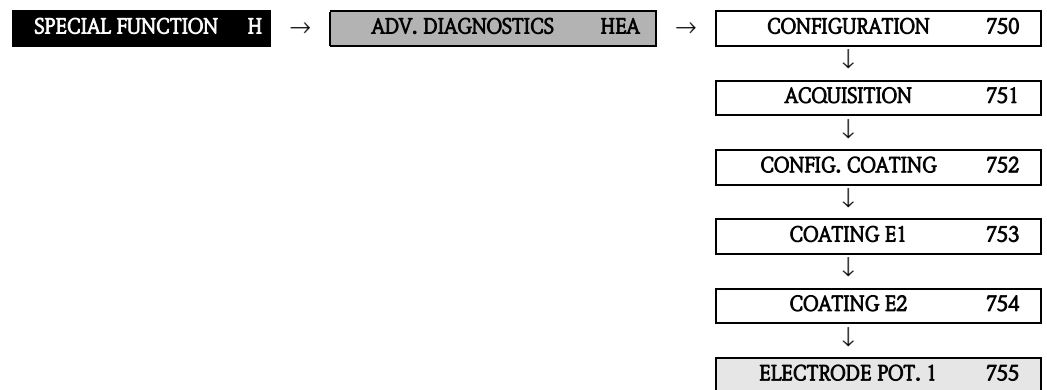 SPECIAL FUNCTION H → ADV. DIAGNOSTICS HEA → CONFIGURATION 750
↓
ACQUISITION 751
↓
CONFIG. COATING 752
↓
COATING E1 753
↓
COATING E2 754
↓
ELECTRODE POT. 1 755